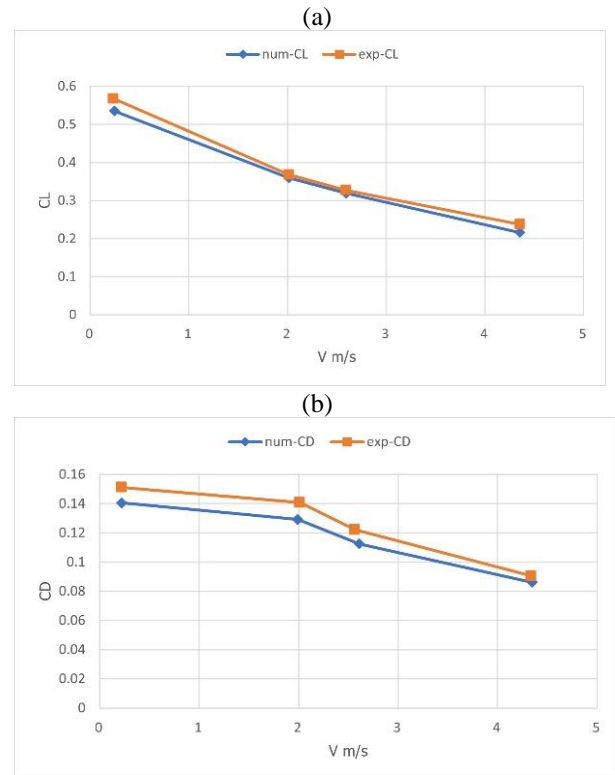 (a)
num-CL exp-CL
0.6
0.5
0.4
0.3
0.2
0.1
0
CL
0 1 2 3 4 5
V m/s
(b)
num-CD exp-CD
0.16
0.14
0.12
0.1
0.08
0.06
0.04
0.02
0
CD
0 1 2 3 4 5
V m/s